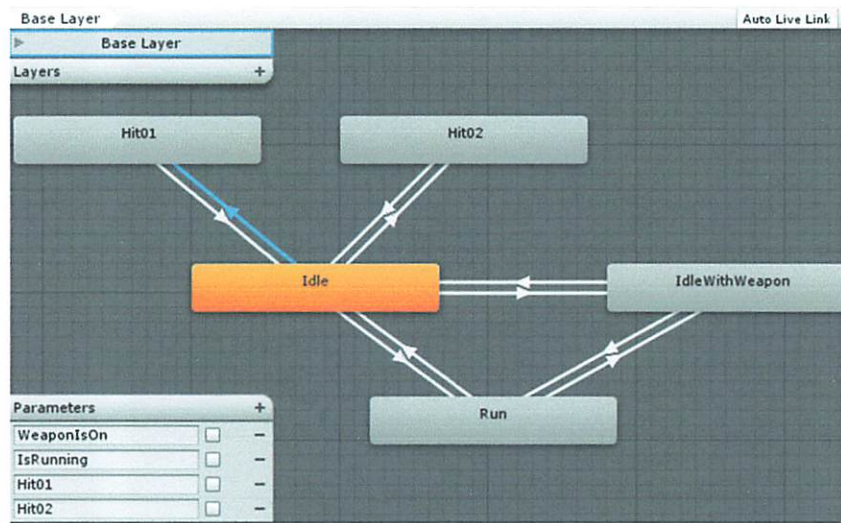 Base Layer
Auto Live Link
Base Layer
Layers +
Hit01
Hit02
Idle
IdleWithWeapon
Run
Parameters +
WeaponIsOn -
IsRunning -
Hit01 -
Hit02 -